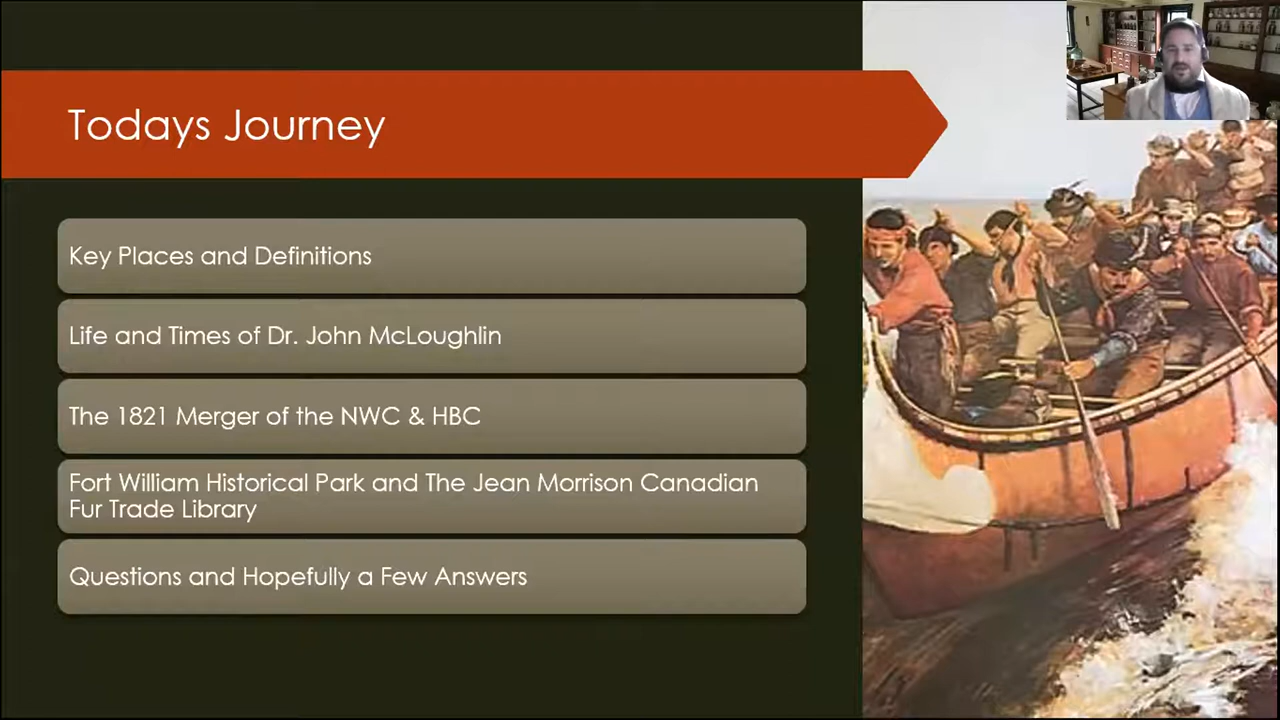 Todays Journey
Key Places and Definitions
Life and Times of Dr. John McLoughlin
The 1821 Merger of the NWC & HBC
Fort William Historical Park and The Jean Morrison Canadian
Fur Trade Library
Questions and Hopefully a Few Answers